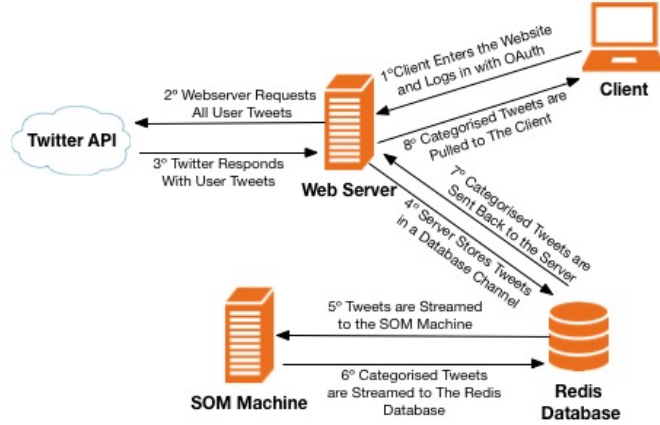 1ºClient Enters the Website
and Logs in with OAuth
Client
2º Webserver Requests
All User Tweets
Twitter API
3º Twitter Responds
With User Tweets
Web Server
8º Categorised Tweets are
Pulled to The Client
7º Categorised Tweets are
Sent Back to the Server
4º Server Stores Tweets
in a Database Channel
5º Tweets are Streamed
to the SOM Machine
6º Categorised Tweets
are Streamed to The Redis
Database
SOM Machine
Redis
Database